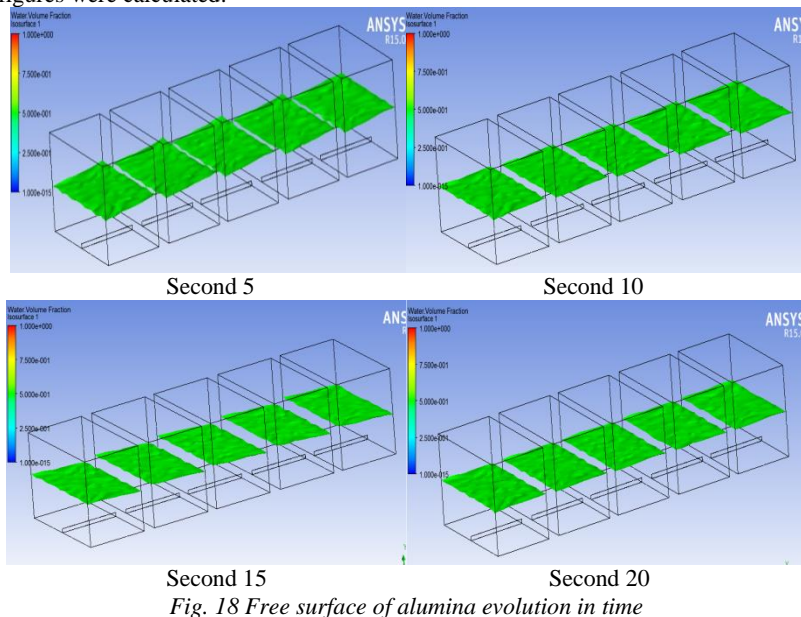 figures were calculated.
Water.Volume Fraction
Isosurface 1
1.000e+000
7.500e-001
5.000e-001
2.500e-001
1.000e-015
ANSYS
R15.0
Water.Volume Fraction
Isosurface 1
1.000e+000
7.500e-001
5.000e-001
2.500e-001
1.000e-015
ANSYS
R1
Second 5
Second 10
Water.Volume Fraction
Isosurface 1
1.000e+000
7.500e-001
5.000e-001
2.500e-001
1.000e-015
ANS
R
Water.Volume Fraction
Isosurface 1
1.000e+000
7.500e-001
5.000e-001
2.500e-001
1.000e-015
ANSYS
R15.
Second 15
Second 20
Fig. 18 Free surface of alumina evolution in time